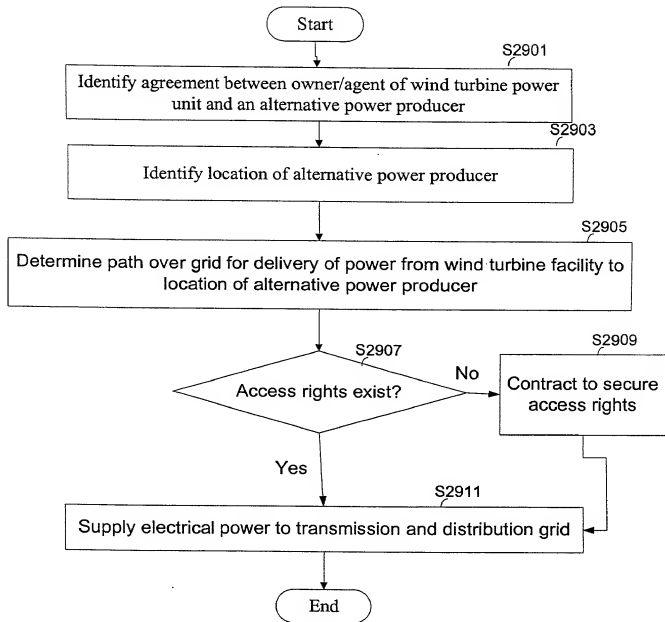 Start
S2901
Identify agreement between owner/agent of wind turbine power
unit and an alternative power producer
S2903
Identify location of alternative power producer
S2905
Determine path over grid for delivery of power from wind turbine facility to
location of alternative power producer
S2907
Access rights exist?
No
S2909
Contract to secure
access rights
Yes
S2911
Supply electrical power to transmission and distribution grid
End